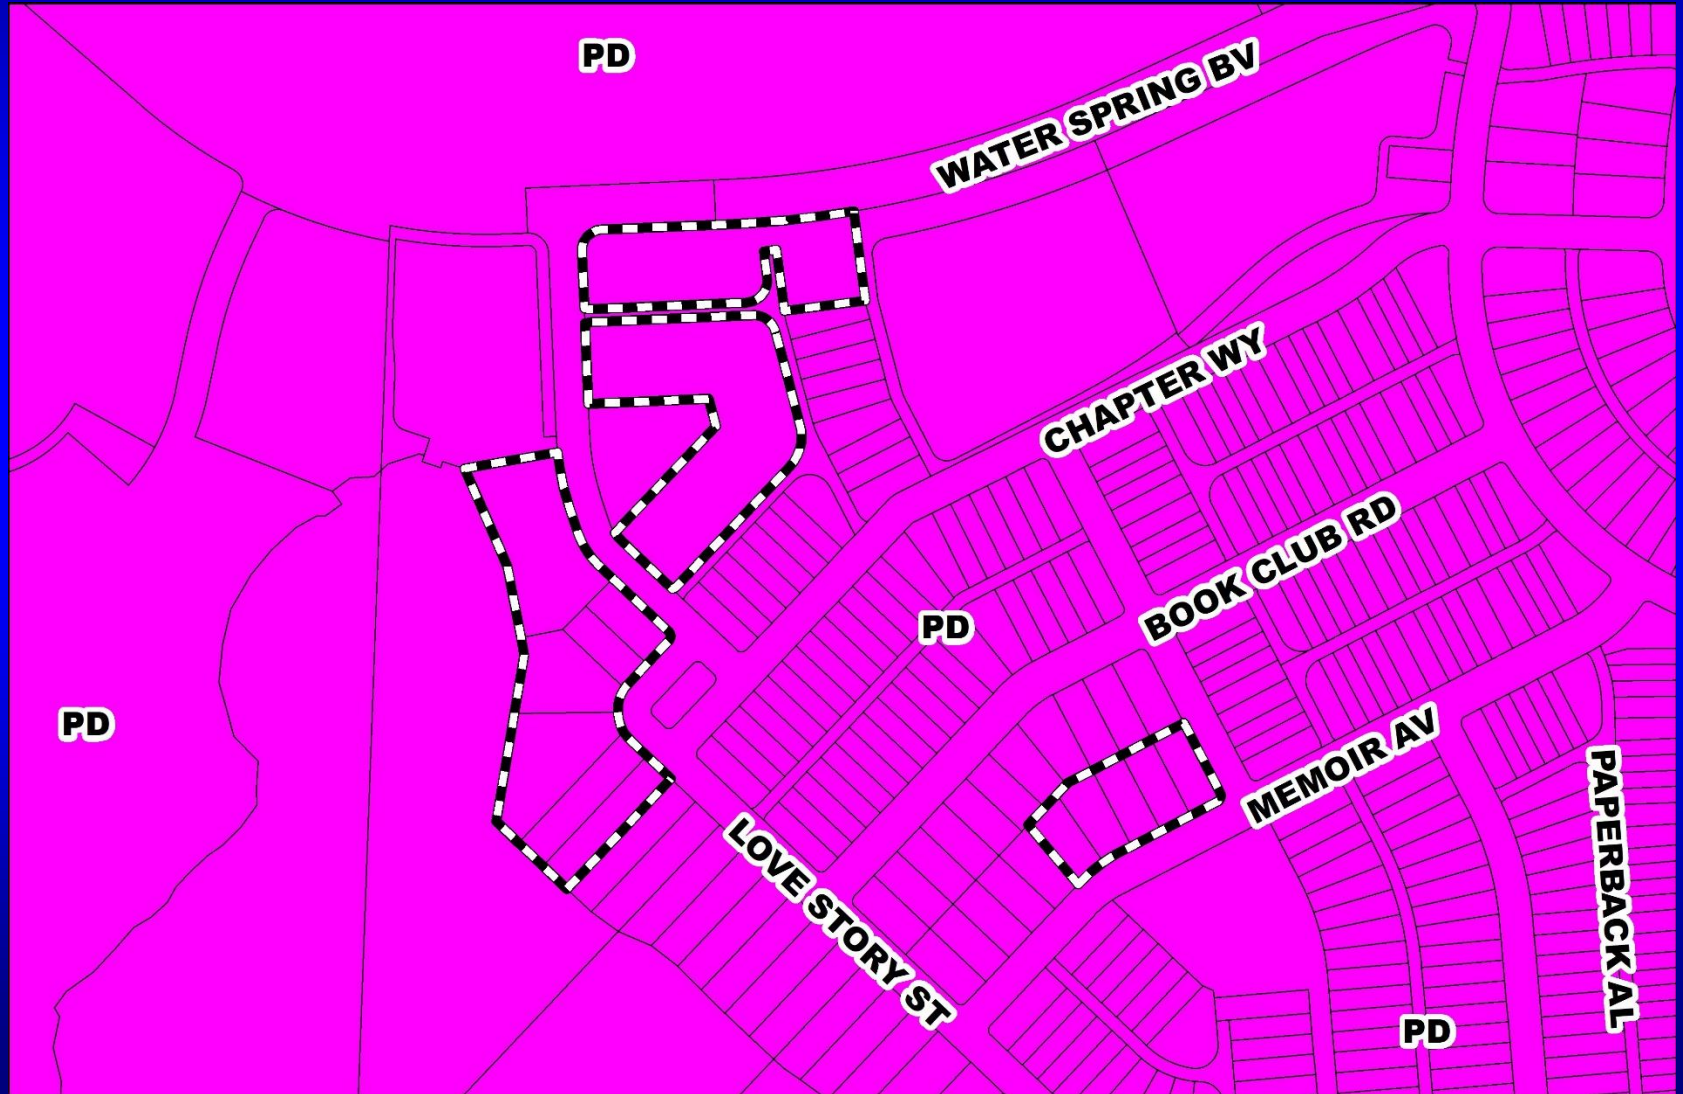 PD
WATER SPRING BV
CHAPTER WY
BOOK CLUB RD
PD
PD
MEMOIR AV
PAPERBACK AL
LOVE STORY ST
PD